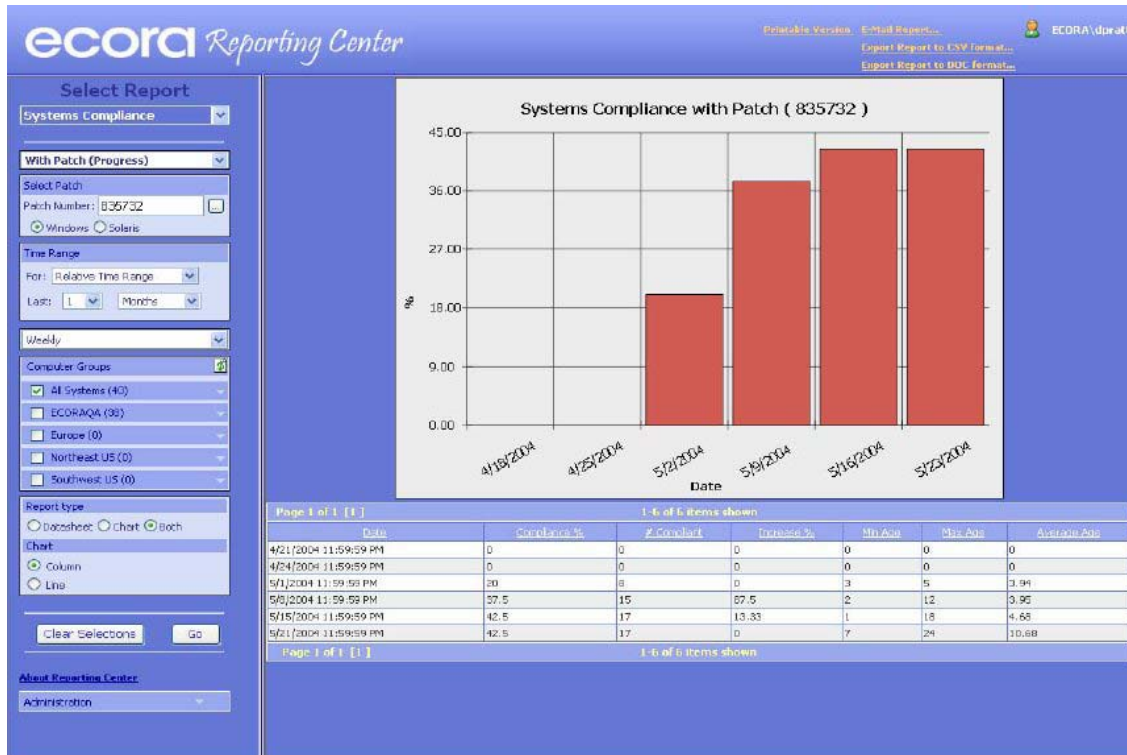 ecora Reporting Center
Printable Version
E-Mail Report...
Export Report to CSV format...
Export Report to DOC format...
ECORA\dprat
Select Report
Systems Compliance
With Patch (Progress)
Select Patch
Patch Number: 835732 ...
Windows Solaris
Time Range
For: Relative Time Range
Last: 1 Months
Weekly
Computer Groups
All Systems (40)
ECORAQA (38)
Europe (0)
Northeast US (0)
Southwest US (0)
Report type
Datasheet Chart Both
Chart
Column
Line
Clear Selections Go
About Reporting Center
Administration
Systems Compliance with Patch ( 835732 )
45.00
36.00
27.00
18.00
9.00
0.00
%
4/18/2004 4/25/2004 5/2/2004 5/9/2004 5/16/2004 5/23/2004
Date
Page 1 of 1 [1] 1-6 of 6 items shown
Date Compliance % # Compliant Increase % Min Age Max Age Average Age
4/21/2004 11:59:59 PM 0 0 0 0 0 0
4/24/2004 11:59:59 PM 0 0 0 0 0 0
5/1/2004 11:59:59 PM 20 8 0 3 5 3.94
5/8/2004 11:59:59 PM 37.5 15 87.5 2 12 3.95
5/15/2004 11:59:59 PM 42.5 17 13.33 1 18 4.68
5/21/2004 11:59:59 PM 42.5 17 0 7 24 10.68
Page 1 of 1 [1] 1-6 of 6 items shown